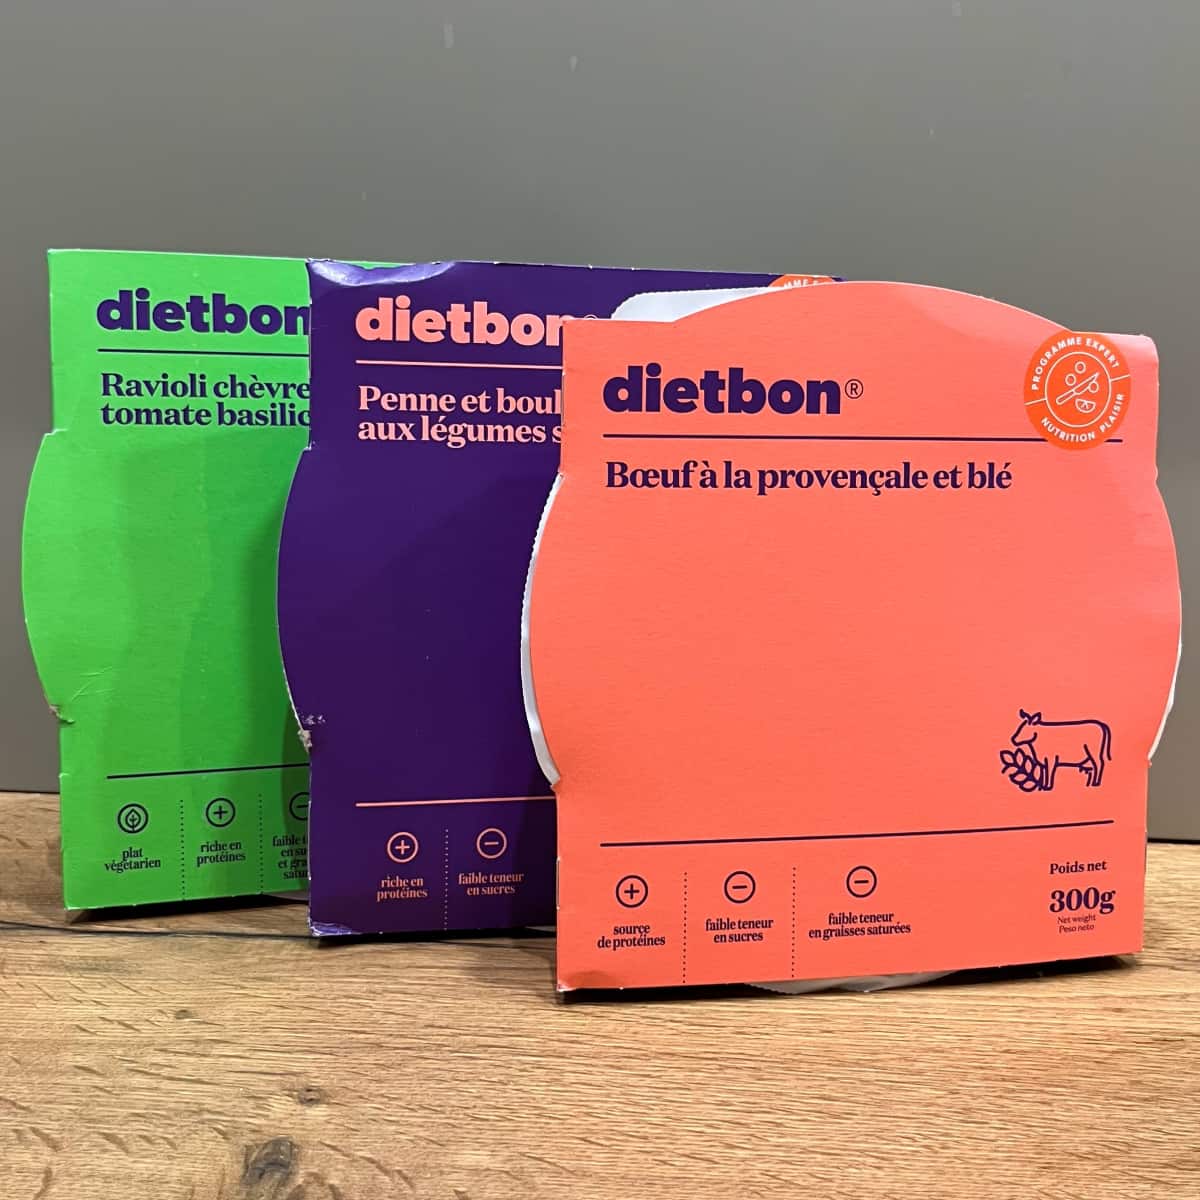 dietbon
Ravioli chèvre
tomate basilic
plat
végétarien
riche en
protéines
faible
dietbon
Penne et
aux légumes
riche en
protéines
faible teneur
en sucres
dietbon®
PROGRAMME EXPERT
NUTRITION PLAISIR
Bœuf à la provençale et blé
source
de protéines
faible teneur
en sucres
faible teneur
en graisses saturées
Poids net
300g
Net weight
Peso neto